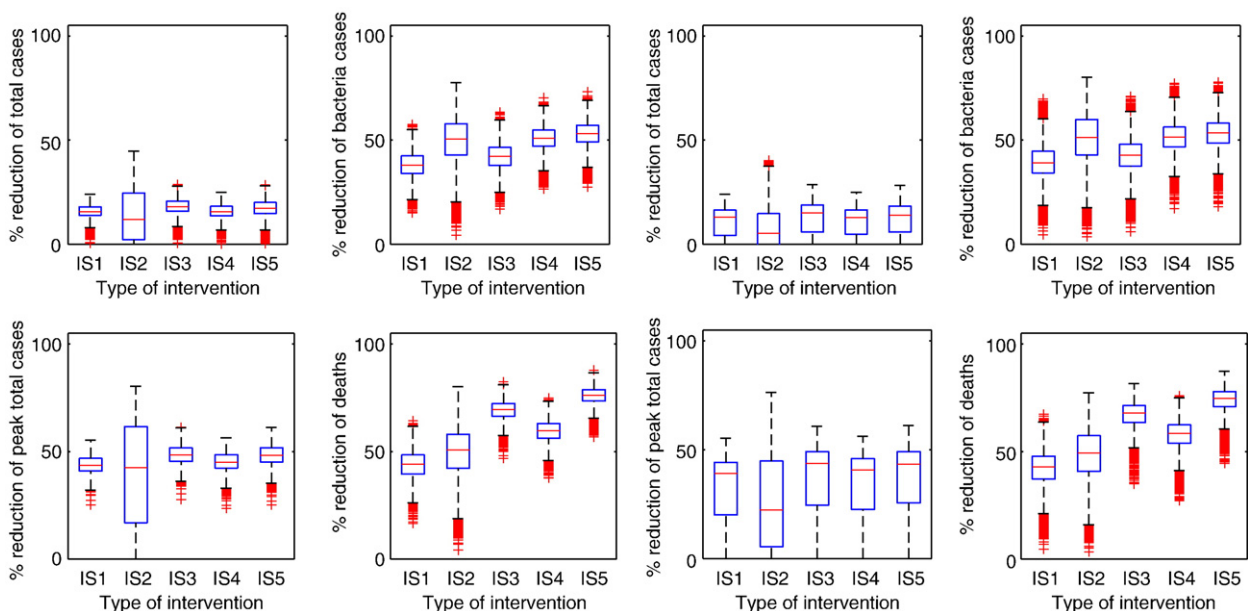 % reduction of total cases
100
50
0
IS1 IS2 IS3 IS4 IS5
Type of intervention
% reduction of bacteria cases
100
50
0
IS1 IS2 IS3 IS4 IS5
Type of intervention
% reduction of total cases
100
50
0
IS1 IS2 IS3 IS4 IS5
Type of intervention
% reduction of bacteria cases
100
50
0
IS1 IS2 IS3 IS4 IS5
Type of intervention
% reduction of peak total cases
100
50
0
IS1 IS2 IS3 IS4 IS5
Type of intervention
% reduction of deaths
100
50
0
IS1 IS2 IS3 IS4 IS5
Type of intervention
% reduction of peak total cases
100
50
0
IS1 IS2 IS3 IS4 IS5
Type of intervention
% reduction of deaths
100
50
0
IS1 IS2 IS3 IS4 IS5
Type of intervention